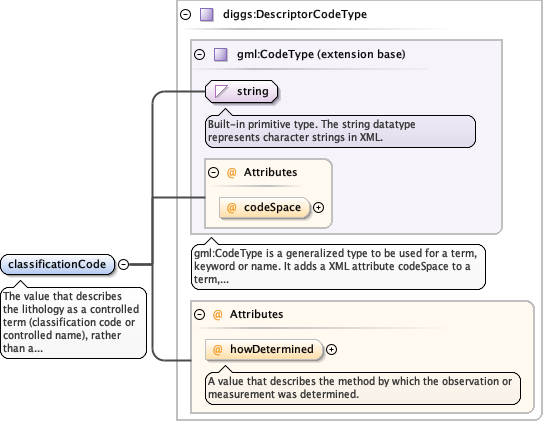 diggs:DescriptorCodeType
gml:CodeType (extension base)
string
Built-in primitive type. The string datatype
represents character strings in XML.
@ Attributes
@ codeSpace
gml:CodeType is a generalized type to be used for a term,
keyword or name. It adds a XML attribute codeSpace to a
term,...
classificationCode
The value that describes
the lithology as a controlled
term (classification code or
controlled name), rather
than a...
@ Attributes
@ howDetermined
A value that describes the method by which the observation or
measurement was determined.